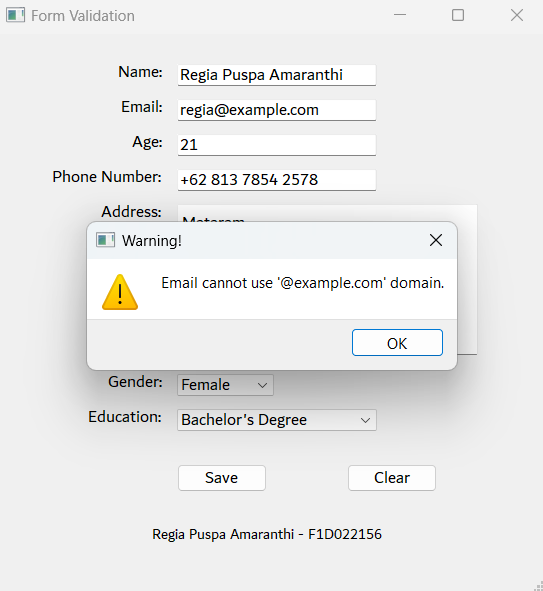 Form Validation
Name: Regia Puspa Amaranthi
Email: regia@example.com
Age: 21
Phone Number: +62 813 7854 2578
Address: Mataram
Warning!
Email cannot use '@example.com' domain.
OK
Gender: Female
Education: Bachelor's Degree
Save Clear
Regia Puspa Amaranthi - F1D022156